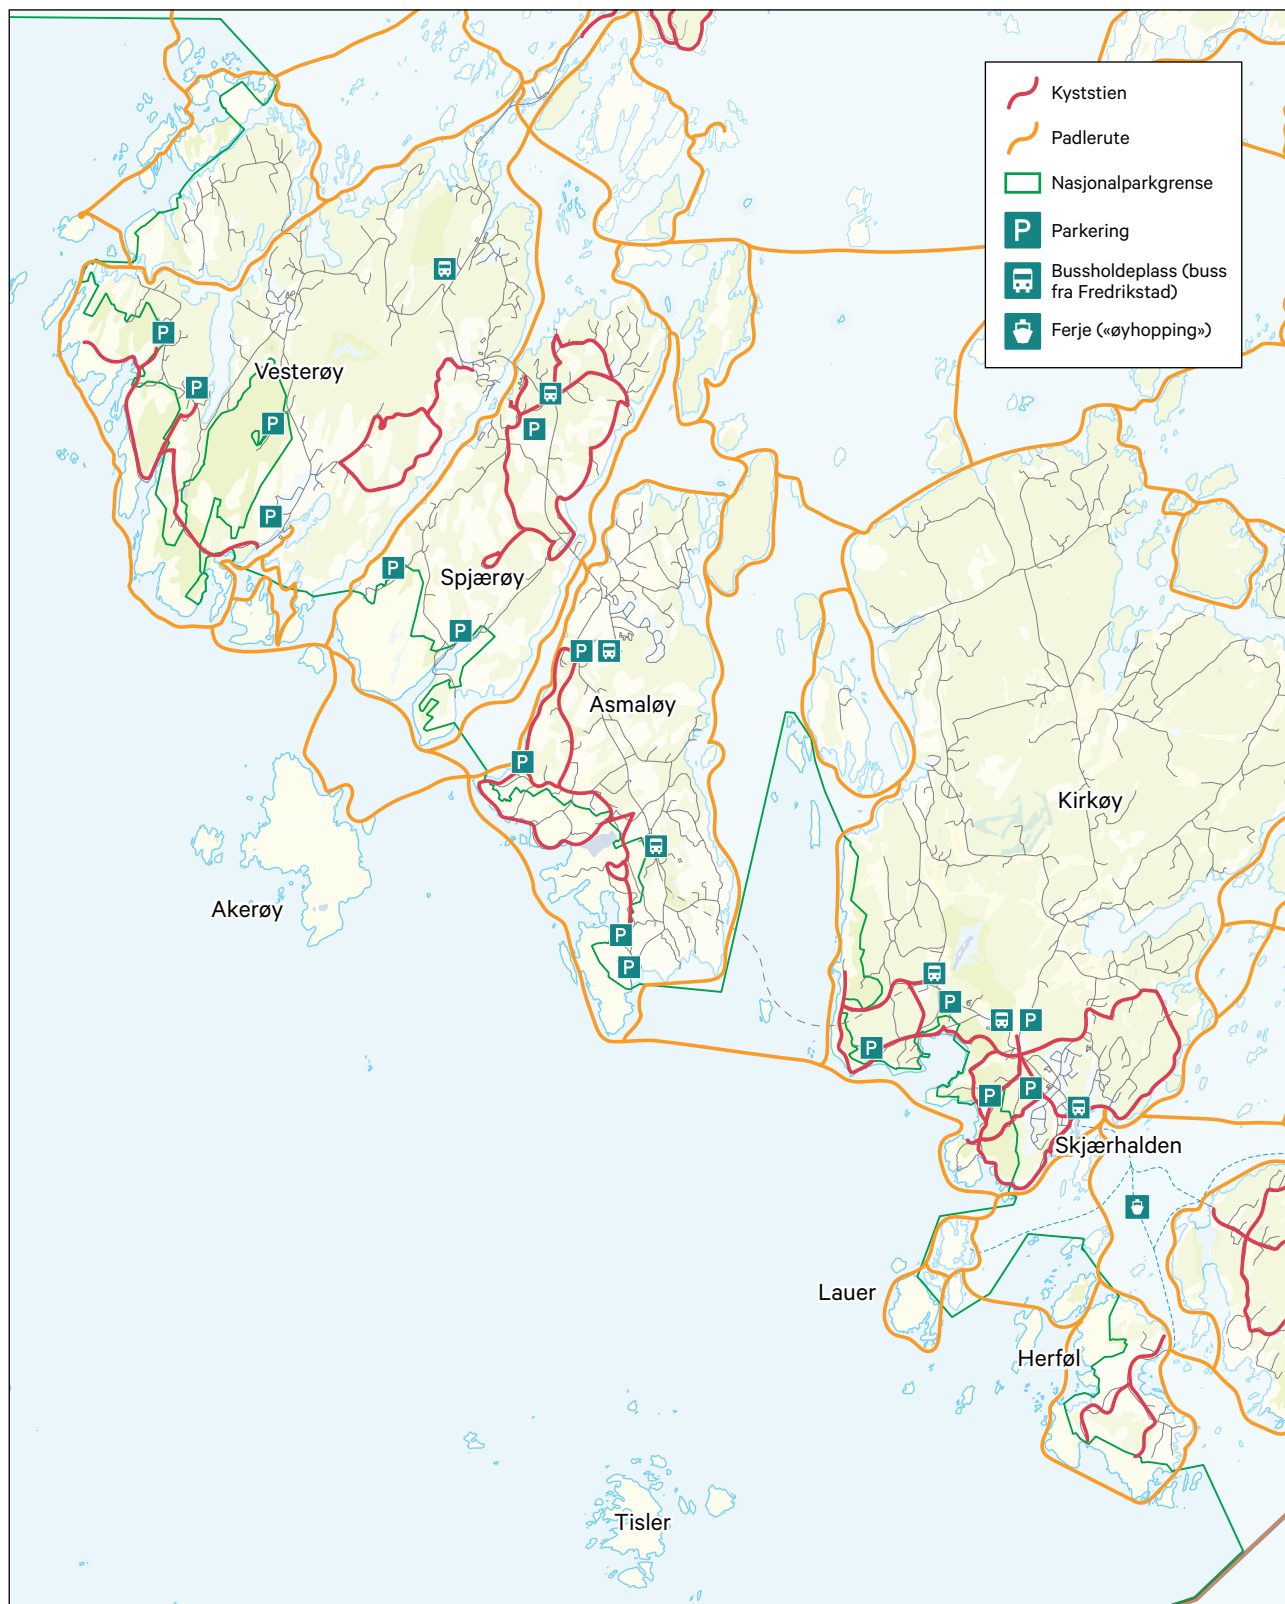 Kyststien
Padlerute
Nasjonalparkgrense
P Parkering
Bussholdeplass (buss
fra Fredrikstad)
Ferje («øyhopping»)
P
Vesterøy
P
P
P
P
P
Spjærøy
P
P
Asmaløy
P
Kirkøy
Akerøy
P
P
P
P
P
P
P
Skjærhalden
Lauer
Herføl
Tisler